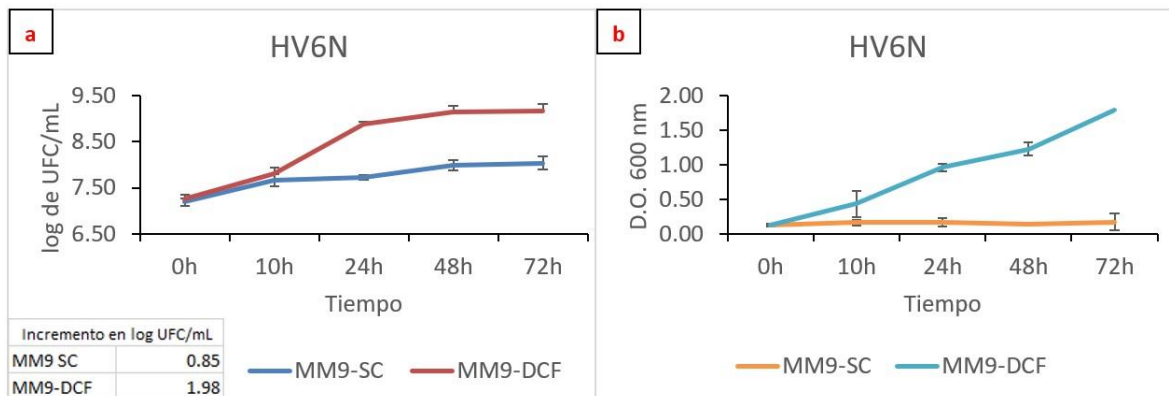 a
HV6N
log de UFC/mL
9.50
8.50
7.50
6.50
0h 10h 24h 48h 72h
Tiempo
Incremento en log UFC/mL
MM9 SC 0.85
MM9-DCF 1.98
MM9-SC MM9-DCF
b
HV6N
D.O. 600 nm
2.00
1.50
1.00
0.50
0.00
0h 10h 24h 48h 72h
Tiempo
MM9-SC MM9-DCF